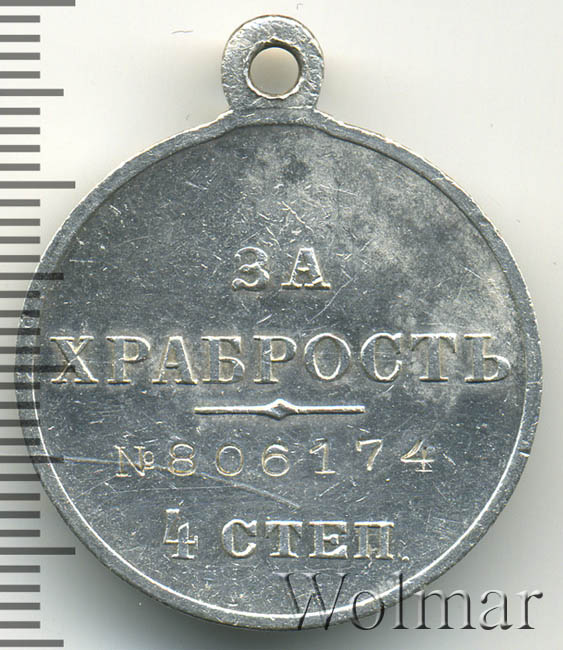 ЗА
ХРАБРОСТЬ
№806174
4 СТЕП.
Wolmar